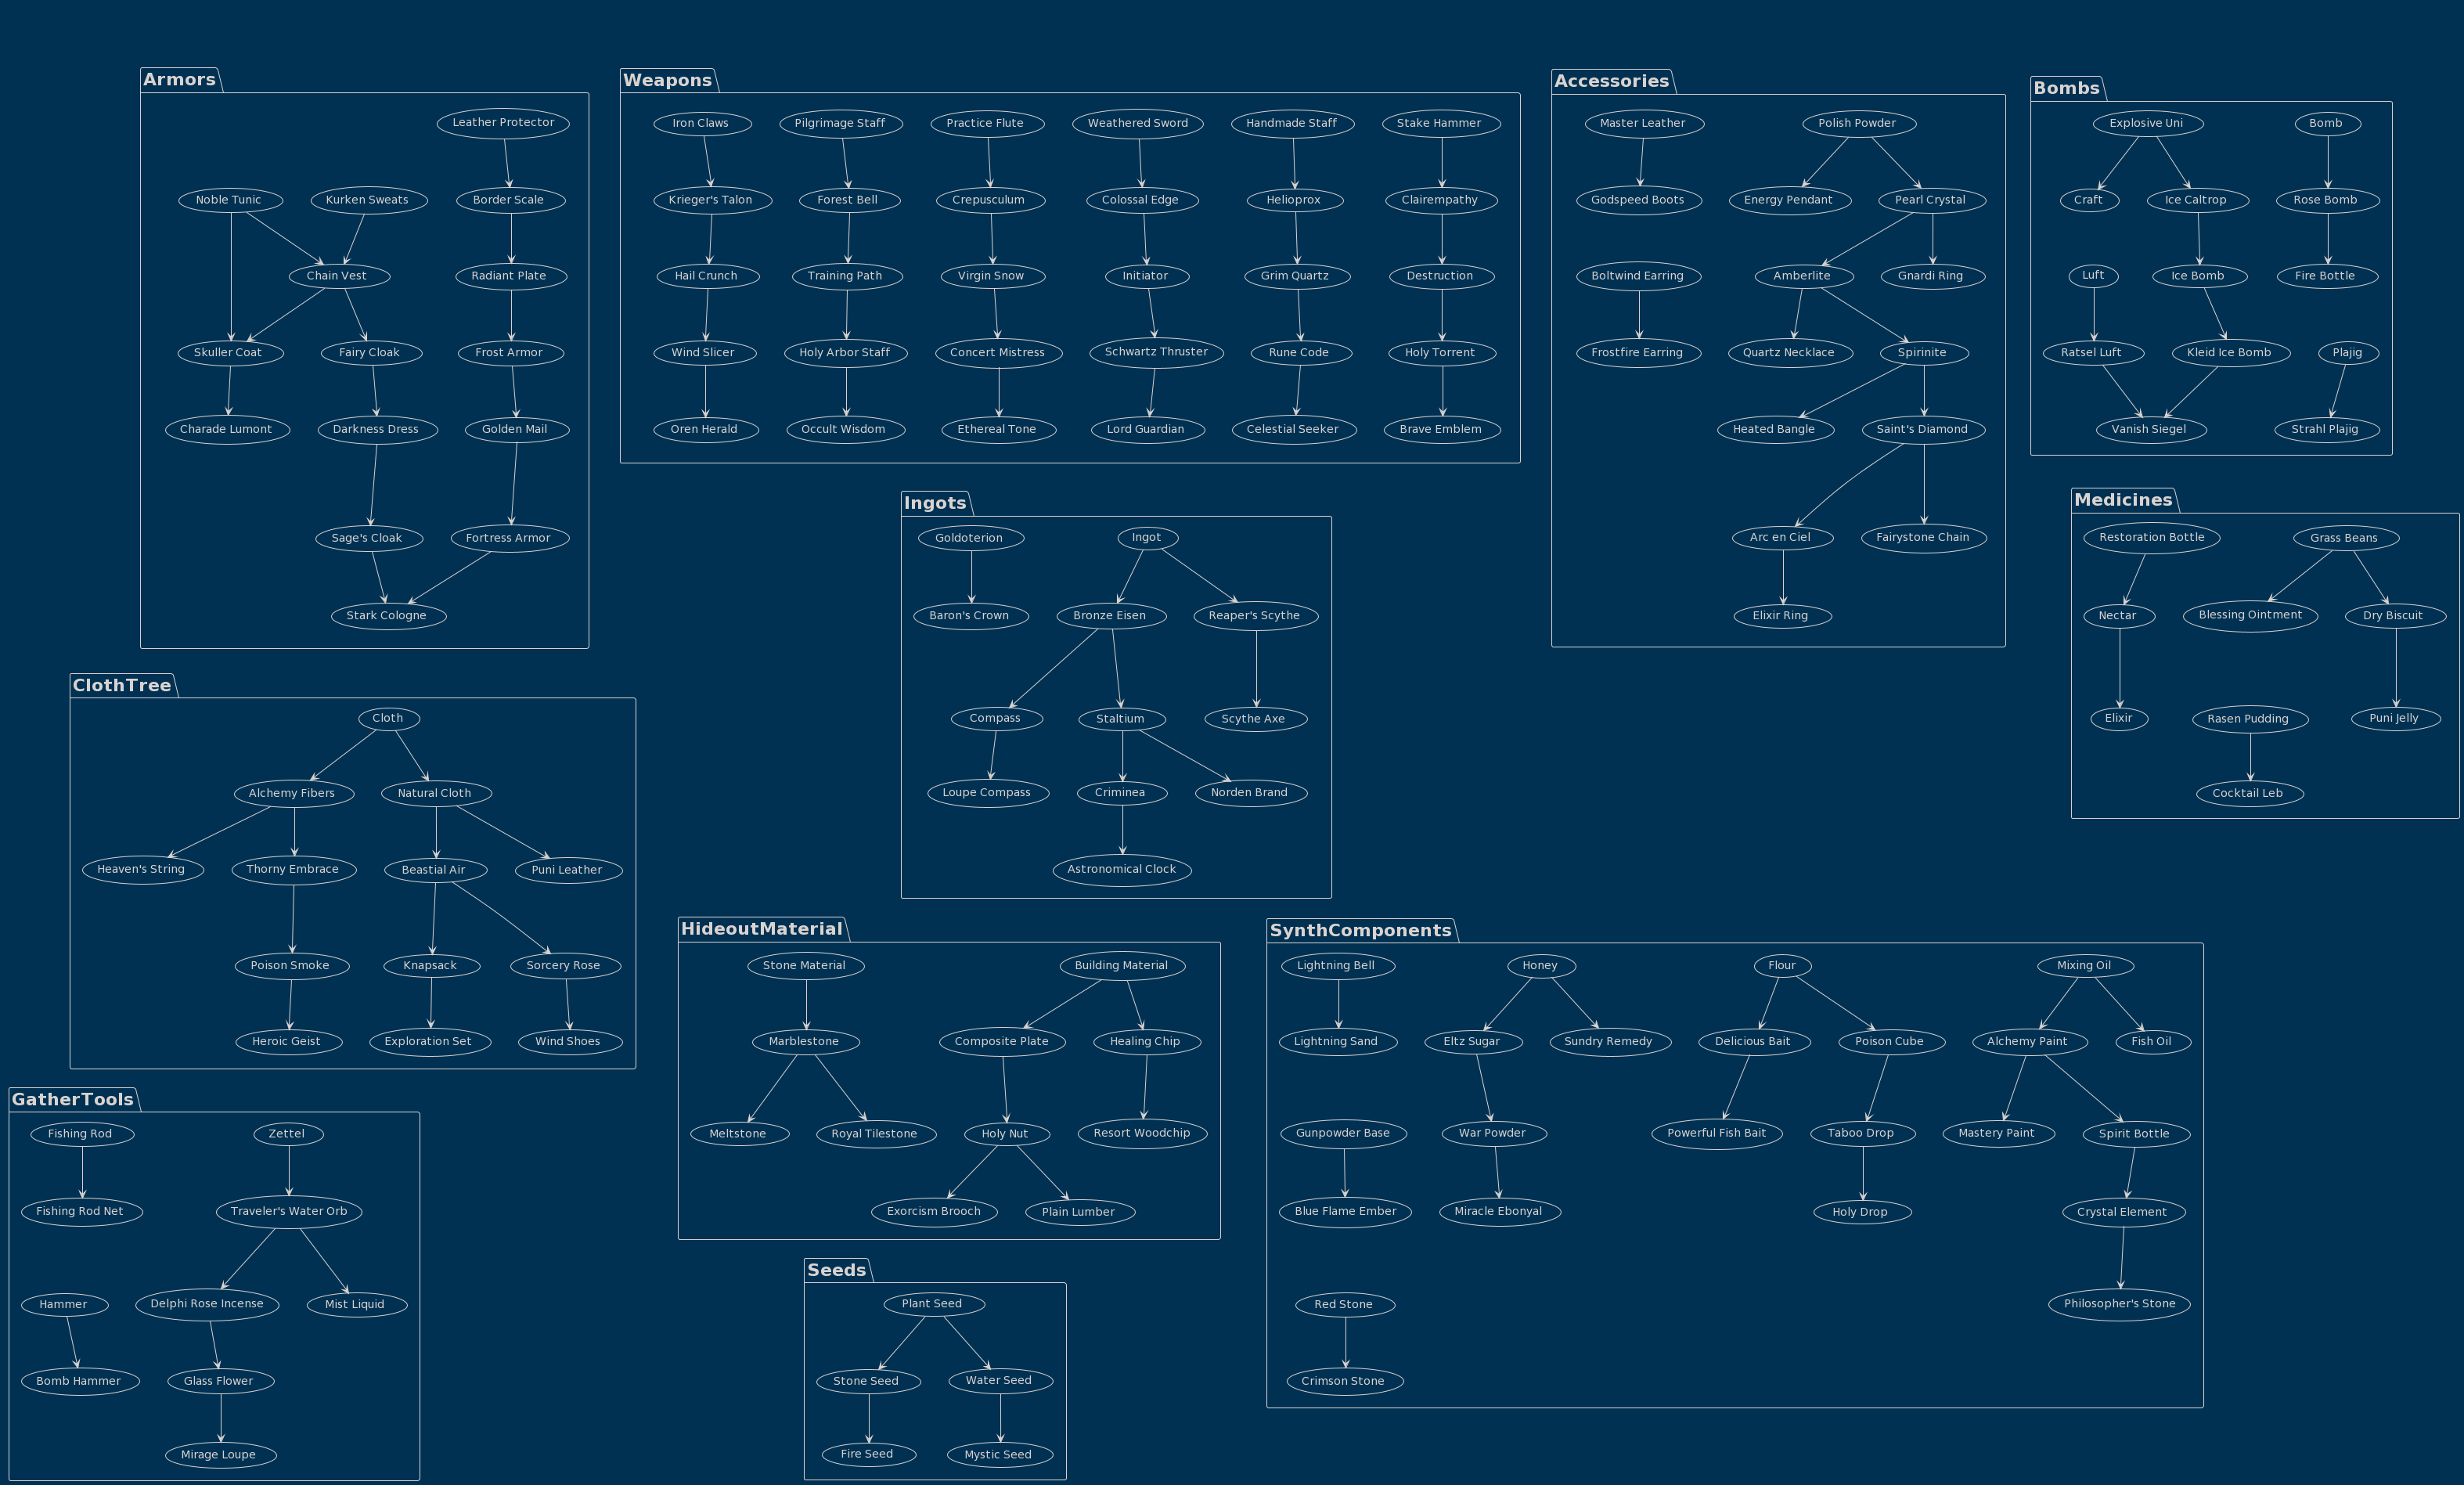 Armors
Leather Protector
Noble Tunic
Kurken Sweats
Border Scale
Chain Vest
Radiant Plate
Skuller Coat
Fairy Cloak
Frost Armor
Charade Lumont
Darkness Dress
Golden Mail
Sage's Cloak
Fortress Armor
Stark Cologne
Weapons
Iron Claws
Pilgrimage Staff
Practice Flute
Weathered Sword
Handmade Staff
Stake Hammer
Krieger's Talon
Forest Bell
Crepusculum
Colossal Edge
Helioprox
Clairempathy
Hail Crunch
Training Path
Virgin Snow
Initiator
Grim Quartz
Destruction
Wind Slicer
Holy Arbor Staff
Concert Mistress
Schwartz Thruster
Rune Code
Holy Torrent
Oren Herald
Occult Wisdom
Ethereal Tone
Lord Guardian
Celestial Seeker
Brave Emblem
Accessories
Master Leather
Polish Powder
Godspeed Boots
Energy Pendant
Pearl Crystal
Boltwind Earring
Amberlite
Gnardi Ring
Frostfire Earring
Quartz Necklace
Spirinite
Heated Bangle
Saint's Diamond
Arc en Ciel
Fairystone Chain
Elixir Ring
Bombs
Explosive Uni
Bomb
Craft
Ice Caltrop
Rose Bomb
Luft
Ice Bomb
Fire Bottle
Ratsel Luft
Kleid Ice Bomb
Plajig
Vanish Siegel
Strahl Plajig
Ingots
Goldoterion
Ingot
Baron's Crown
Bronze Eisen
Reaper's Scythe
Compass
Staltium
Scythe Axe
Loupe Compass
Criminea
Norden Brand
Astronomical Clock
Medicines
Restoration Bottle
Grass Beans
Nectar
Blessing Ointment
Dry Biscuit
Elixir
Rasen Pudding
Puni Jelly
Cocktail Leb
ClothTree
Cloth
Alchemy Fibers
Natural Cloth
Heaven's String
Thorny Embrace
Beastial Air
Puni Leather
Poison Smoke
Knapsack
Sorcery Rose
Heroic Geist
Exploration Set
Wind Shoes
HideoutMaterial
Stone Material
Building Material
Marblestone
Composite Plate
Healing Chip
Meltstone
Royal Tilestone
Holy Nut
Resort Woodchip
Exorcism Brooch
Plain Lumber
SynthComponents
Lightning Bell
Honey
Flour
Mixing Oil
Lightning Sand
Eltz Sugar
Sundry Remedy
Delicious Bait
Poison Cube
Alchemy Paint
Fish Oil
Gunpowder Base
War Powder
Powerful Fish Bait
Taboo Drop
Mastery Paint
Spirit Bottle
Blue Flame Ember
Miracle Ebonyal
Holy Drop
Crystal Element
Red Stone
Philosopher's Stone
Crimson Stone
GatherTools
Fishing Rod
Zettel
Fishing Rod Net
Traveler's Water Orb
Hammer
Delphi Rose Incense
Mist Liquid
Bomb Hammer
Glass Flower
Mirage Loupe
Seeds
Plant Seed
Stone Seed
Water Seed
Fire Seed
Mystic Seed